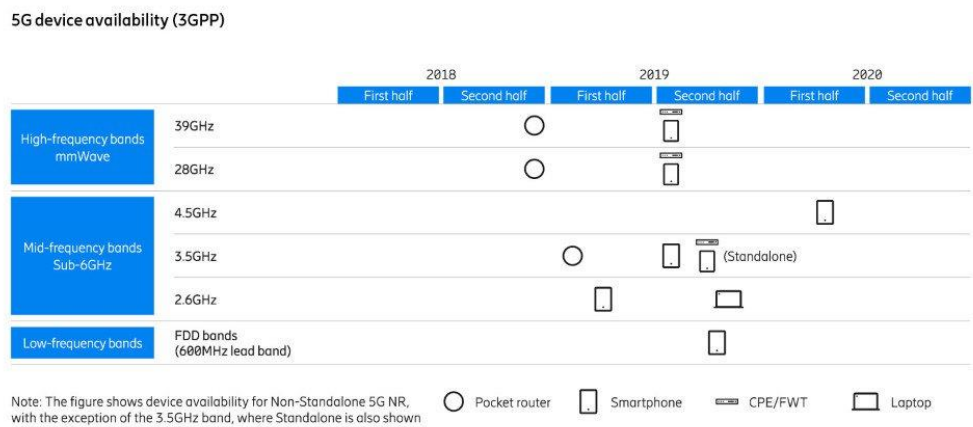 5G device availability (3GPP)
2018 2019 2020
First half Second half First half Second half First half Second half
High-frequency bands
mmWave
39GHz
28GHz
Mid-frequency bands
Sub-6GHz
4.5GHz
3.5GHz (Standalone)
2.6GHz
Low-frequency bands
FDD bands
(600MHz lead band)
Note: The figure shows device availability for Non-Standalone 5G NR,
with the exception of the 3.5GHz band, where Standalone is also shown
Pocket router Smartphone CPE/FWT Laptop